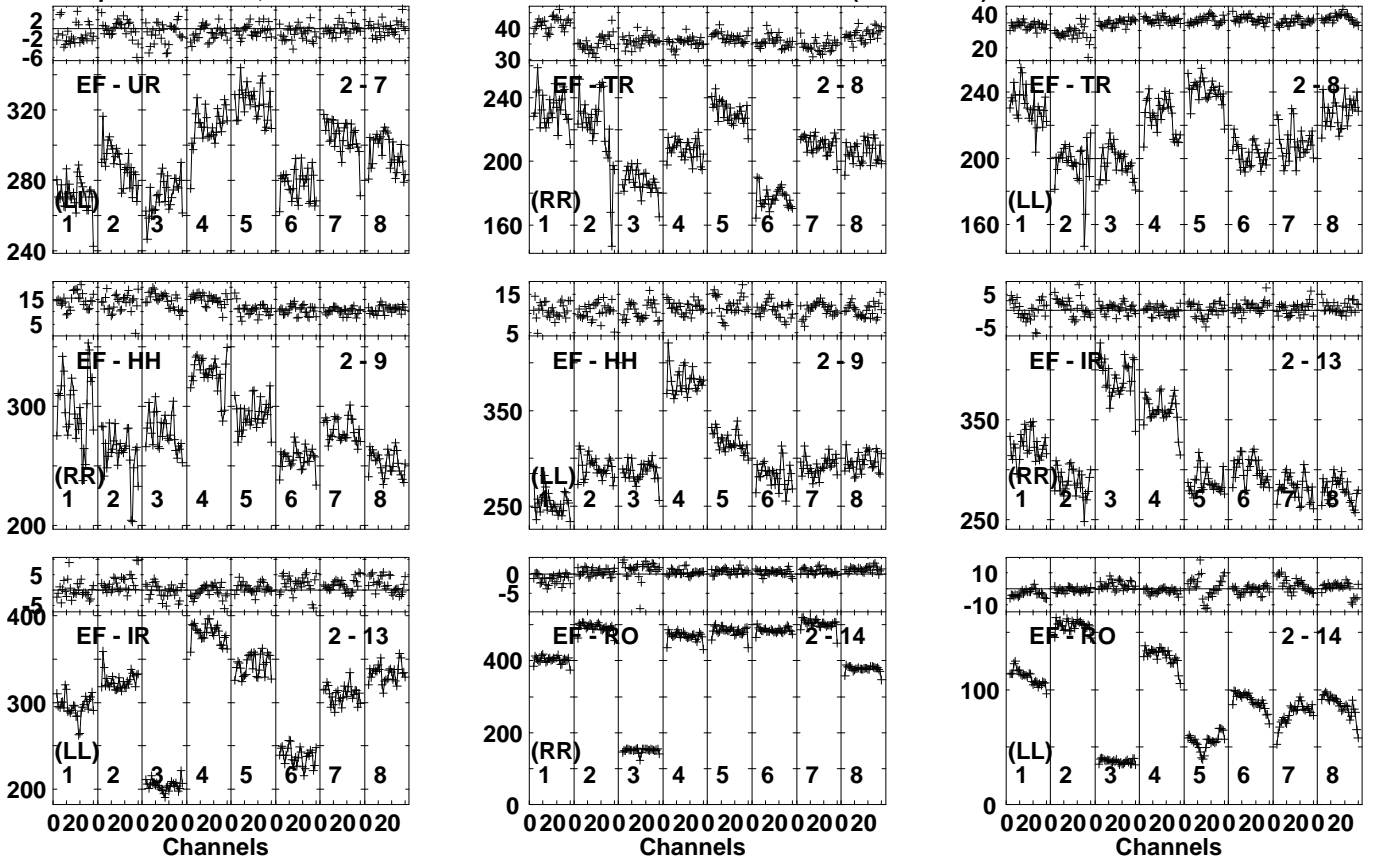 2
-2
-2
-6
320
280
240
EF - UR 2 - 7
(LL)
1 2 3 4 5 6 7 8
40
30
240
200
160
EF - TR 2 - 8
(RR)
1 2 3 4 5 6 7 8
40
20
240
200
160
EF - TR 2 - 8
(LL)
1 2 3 4 5 6 7 8
15
5
300
200
EF - HH 2 - 9
(RR)
1 2 3 4 5 6 7 8
15
5
350
250
EF - HH 2 - 9
(LL)
1 2 3 4 5 6 7 8
5
-5
350
250
EF - IR 2 - 13
(RR)
1 2 3 4 5 6 7 8
5
-5
400
300
200
EF - IR 2 - 13
(LL)
1 2 3 4 5 6 7 8
0 20 0 20 0 20 0 20 0 20 0 20 0 20 0 20
Channels
0
-5
400
200
0
EF - RO 2 - 14
(RR)
1 2 3 4 5 6 7 8
0 20 0 20 0 20 0 20 0 20 0 20 0 20 0 20
Channels
10
-10
100
0
EF - RO 2 - 14
(LL)
1 2 3 4 5 6 7 8
0 20 0 20 0 20 0 20 0 20 0 20 0 20 0 20
Channels